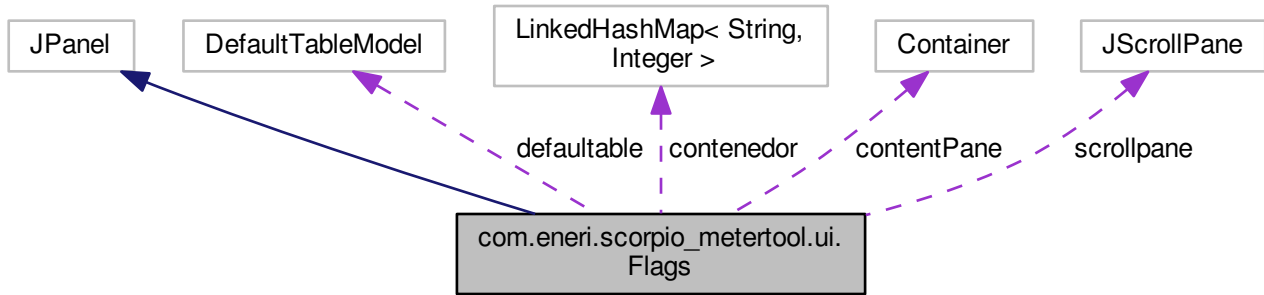 JPanel
DefaultTableModel
LinkedHashMap< String,
Integer >
Container
JScrollPane
defaultable
contenedor
contentPane
scrollpane
com.eneri.scorpio_metertool.ui.
Flags